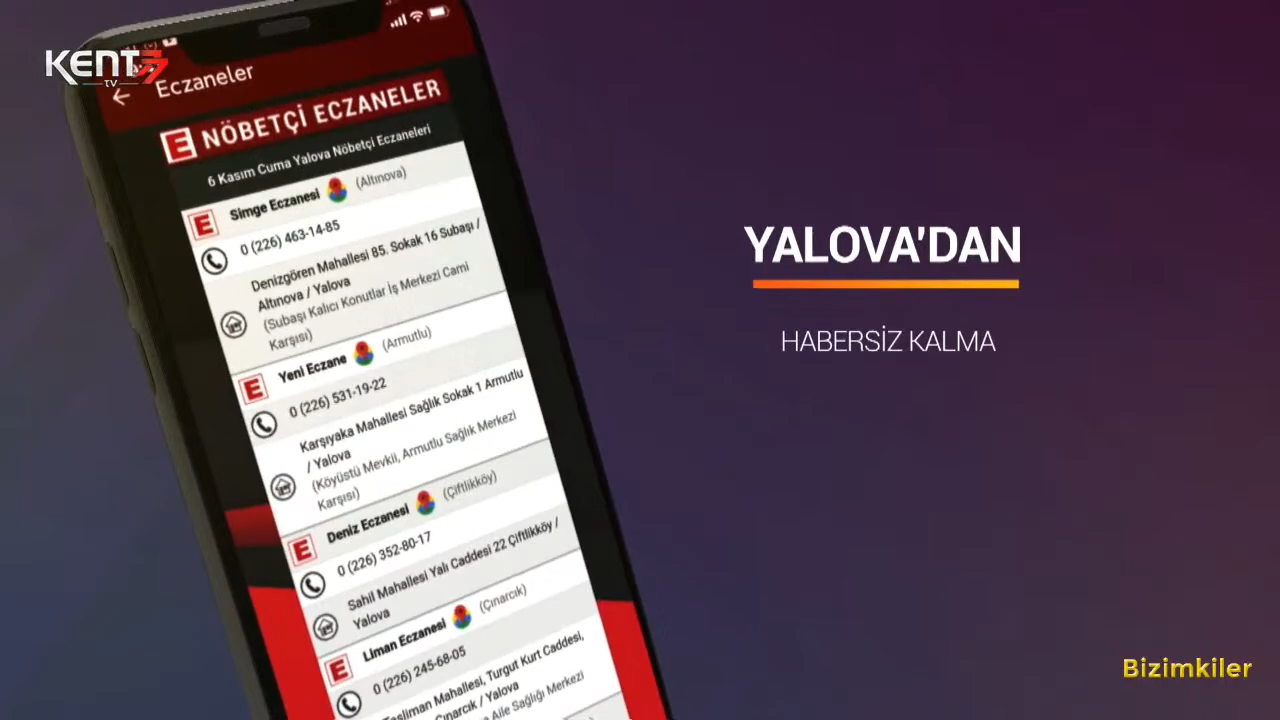 KENT 77
TV
Eczaneler
E NÖBETÇİ ECZANELER
6 Kasım Cuma Yalova Nöbetçi Eczaneleri
E Simge Eczanesi (Altınova)
0 (226) 463-14-85
Denizgören Mahallesi 85. Sokak 16 Subaşı /
Altınova / Yalova
(Subaşı Kalıcı Konutlar İş Merkezi Cami
Karşısı)
E Yeni Eczane (Armutlu)
0 (226) 531-19-22
Karşıyaka Mahallesi Sağlık Sokak 1 Armutlu
/ Yalova
(Köyüstü Mevkii, Armutlu Sağlık Merkezi
Karşısı)
E Deniz Eczanesi (Çiftlikköy)
0 (226) 352-80-17
Sahil Mahallesi Yalı Caddesi 22 Çiftlikköy /
Yalova
E Liman Eczanesi (Çınarcık)
0 (226) 245-68-05
Taşliman Mahallesi, Turgut Kurt Caddesi,
Çınarcık / Yalova
Aile Sağlığı Merkezi
YALOVA'DAN
HABERSİZ KALMA
Bizimkiler